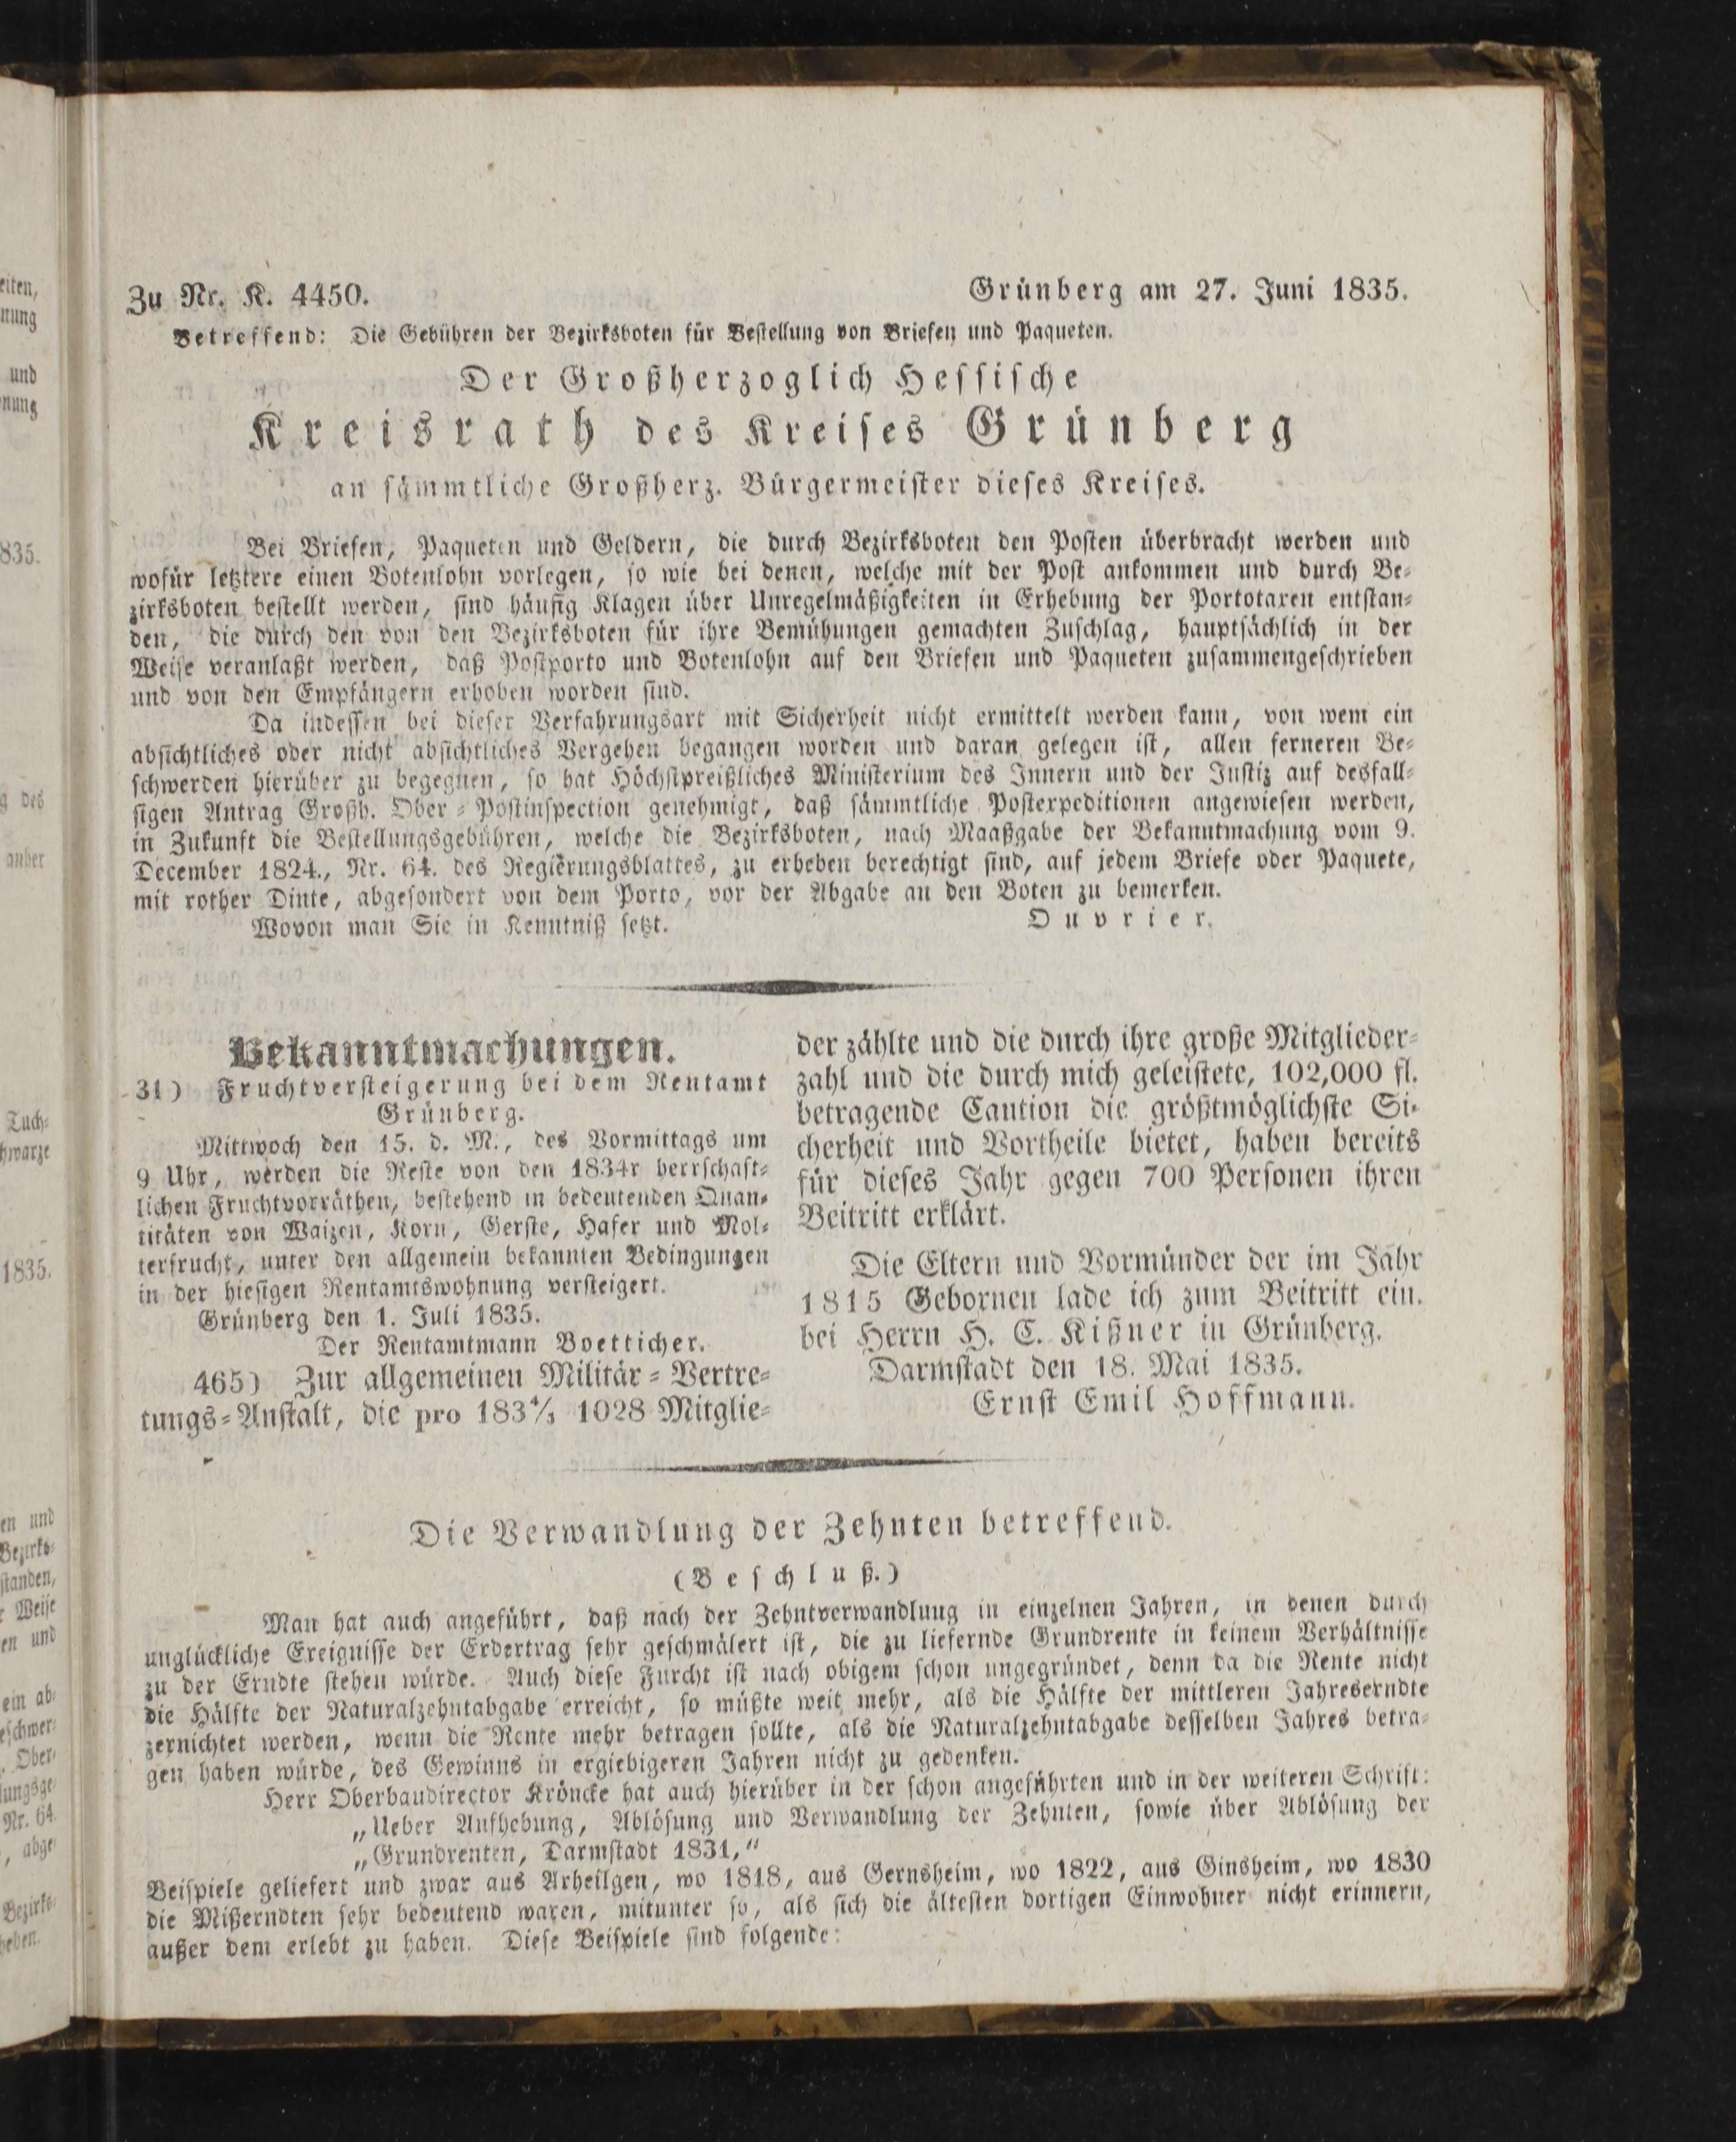 Zu Nr. K. 4450.
Grünberg am 27. Juni 1835.
Betreffend: Die Gebühren der Bezirksboten für Bestellung von Briefen und Paqueten.
Der Großherzoglich Hessische
Kreisrath des Kreises Grünberg
an sämmtliche Großherz. Bürgermeister dieses Kreises.
Bei Briefen, Paqueten und Geldern, die durch Bezirksboten den Posten überbracht werden und
wofür letztere einen Botenlohn vorlegen, so wie bei denen, welche mit der Post ankommen und durch Be-
zirksboten bestellt werden, sind häufig Klagen über Unregelmäßigkeiten in Erhebung der Portotaxen entstan-
den, die durch den von den Bezirksboten für ihre Bemühungen gemachten Zuschlag, hauptsächlich in der
Weise veranlaßt werden, daß Postporto und Botenlohn auf den Briefen und Paqueten zusammengeschrieben
und von den Empfängern erhoben worden sind.
Da indessen bei dieser Verfahrungsart mit Sicherheit nicht ermittelt werden kann, von wem ein
absichtliches oder nicht absichtliches Vergehen begangen worden und daran gelegen ist, allen ferneren Be-
schwerden hierüber zu begegnen, so hat Höchstpreißliches Ministerium des Innern und der Justiz auf desfall-
sigen Antrag Großh. Ober-Postinspection genehmigt, daß sämmtliche Postexpeditionen angewiesen werden,
in Zukunft die Bestellungsgebühren, welche die Bezirksboten, nach Maaßgabe der Bekanntmachung vom 9.
December 1824., Nr. 64. des Regierungsblattes, zu erheben berechtigt sind, auf jedem Briefe oder Paquete,
mit rother Dinte, abgesondert von dem Porto, vor der Abgabe an den Boten zu bemerken.
Wovon man Sie in Kenntniß setzt.
Ouvrier.
Bekanntmachungen.
31) Fruchtversteigerung bei dem Rentamt
Grünberg.
Mittwoch den 15. d. M., des Vormittags um
9 Uhr, werden die Reste von den 1834r herrschaft-
lichen Fruchtvorräthen, bestehend in bedeutenden Quan-
titäten von Waizen, Korn, Gerste, Hafer und Mol-
terfrucht, unter den allgemein bekannten Bedingungen
in der hiesigen Rentamtswohnung versteigert.
Grünberg den 1. Juli 1835.
Der Rentamtmann Boetticher.
465) Zur allgemeinen Militär-Vertre-
tungs-Anstalt, die pro 183⁴/₅ 1028 Mitglie-
der zählte und die durch ihre große Mitglieder-
zahl und die durch mich geleistete, 102,000 fl.
betragende Caution die größtmöglichste Si-
cherheit und Vortheile bietet, haben bereits
für dieses Jahr gegen 700 Personen ihren
Beitritt erklärt.
Die Eltern und Vormünder der im Jahr
1815 Gebornen lade ich zum Beitritt ein.
bei Herrn H. C. Kißner in Grünberg.
Darmstadt den 18. Mai 1835.
Ernst Emil Hoffmann.
Die Verwandlung der Zehnten betreffend.
(Beschluß.)
Man hat auch angeführt, daß nach der Zehntverwandlung in einzelnen Jahren, in denen durch
unglückliche Ereignisse der Erdertrag sehr geschmälert ist, die zu liefernde Grundrente in keinem Verhältnisse
zu der Erndte stehen würde. Auch diese Furcht ist nach obigem schon ungegründet, denn da die Rente nicht
die Hälfte der Naturalzehntabgabe erreicht, so müßte weit mehr, als die Hälfte der mittleren Jahreserndte
zernichtet werden, wenn die Rente mehr betragen sollte, als die Naturalzehntabgabe desselben Jahres betra-
gen haben würde, des Gewinns in ergiebigeren Jahren nicht zu gedenken.
Herr Oberbaudirector Kröncke hat auch hierüber in der schon angeführten und in der weiteren Schrift:
„Ueber Aufhebung, Ablösung und Verwandlung der Zehnten, sowie über Ablösung der
„Grundrenten, Darmstadt 1831,“
Beispiele geliefert und zwar aus Arheilgen, wo 1818, aus Gernsheim, wo 1822, aus Ginsheim, wo 1830
die Mißerndten sehr bedeutend waren, mitunter so, als sich die ältesten dortigen Einwohner nicht erinnern,
außer dem erlebt zu haben. Diese Beispiele sind folgende: